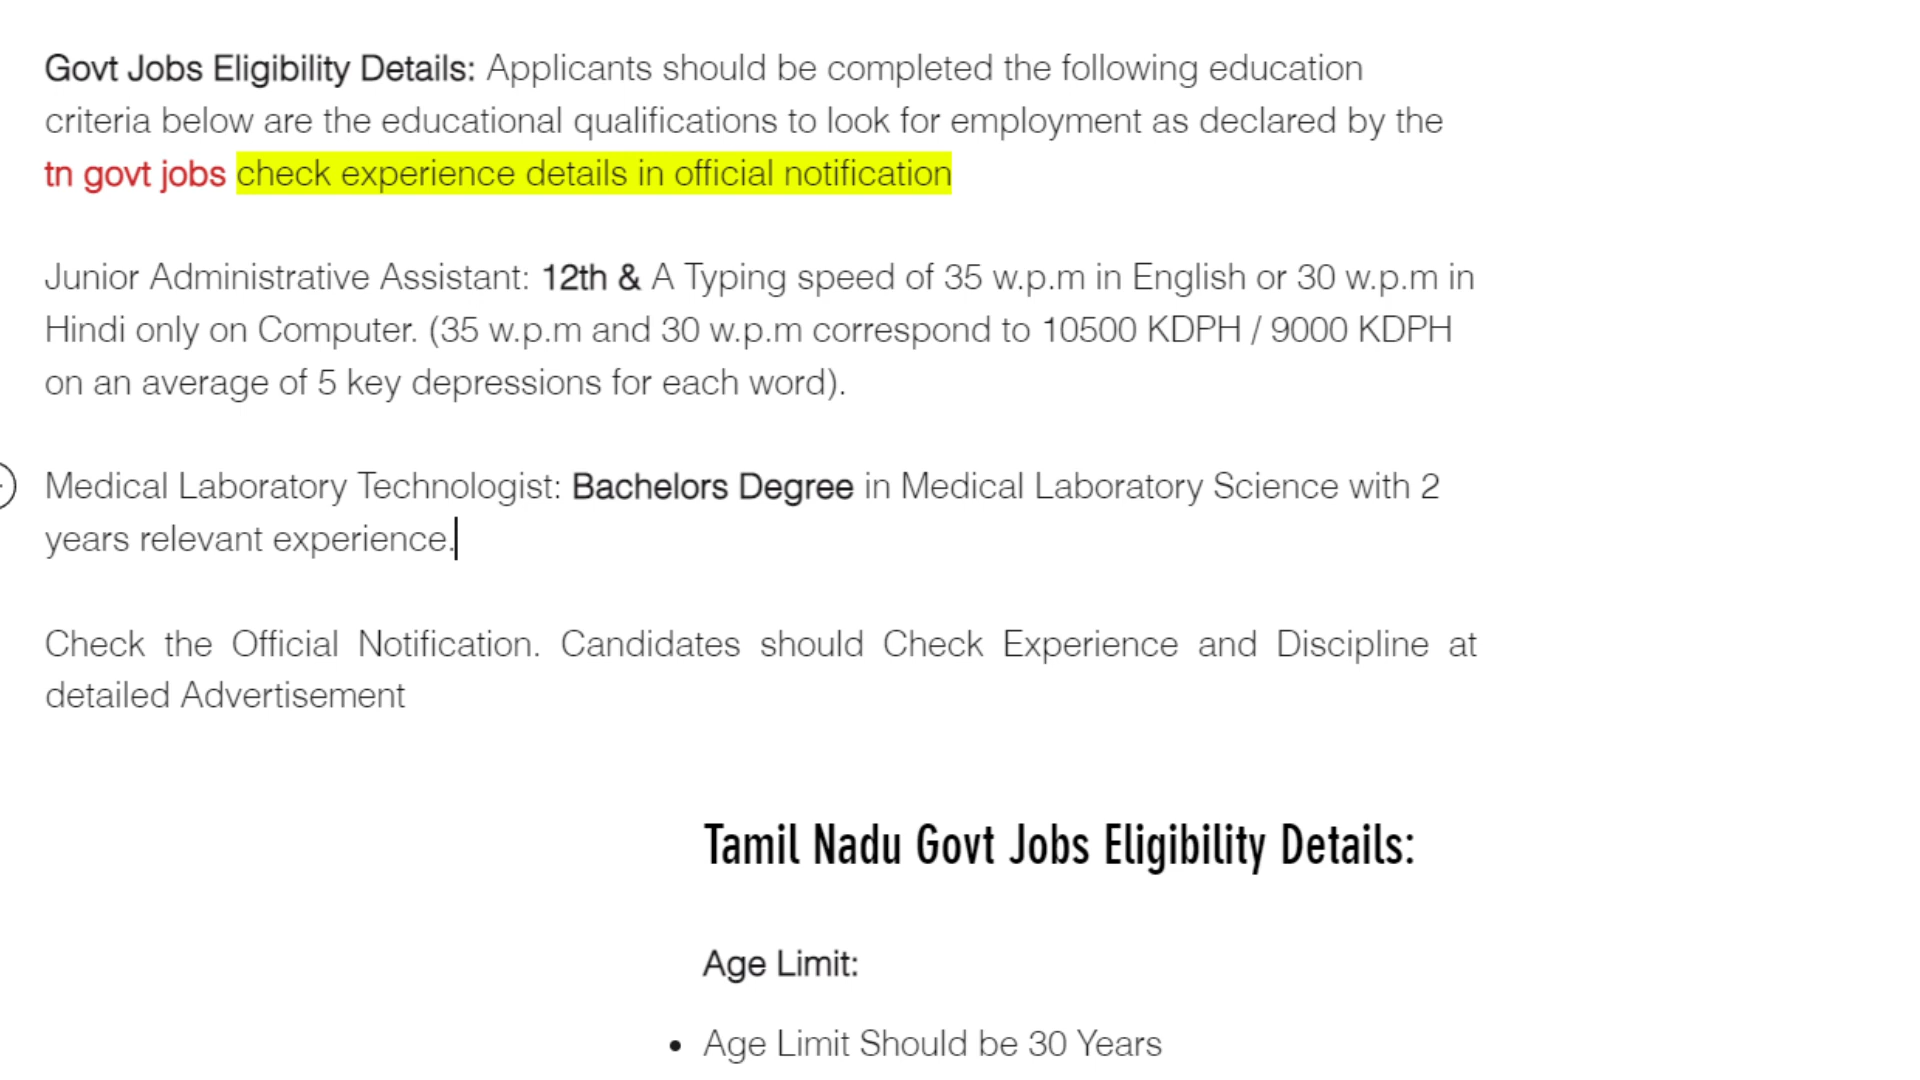 Govt Jobs Eligibility Details: Applicants should be completed the following education
criteria below are the educational qualifications to look for employment as declared by the
tn govt jobs check experience details in official notification
Junior Administrative Assistant: 12th & A Typing speed of 35 w.p.m in English or 30 w.p.m in
Hindi only on Computer. (35 w.p.m and 30 w.p.m correspond to 10500 KDPH / 9000 KDPH
on an average of 5 key depressions for each word).
Medical Laboratory Technologist: Bachelors Degree in Medical Laboratory Science with 2
years relevant experience.
Check the Official Notification. Candidates should Check Experience and Discipline at
detailed Advertisement
Tamil Nadu Govt Jobs Eligibility Details:
Age Limit:
• Age Limit Should be 30 Years